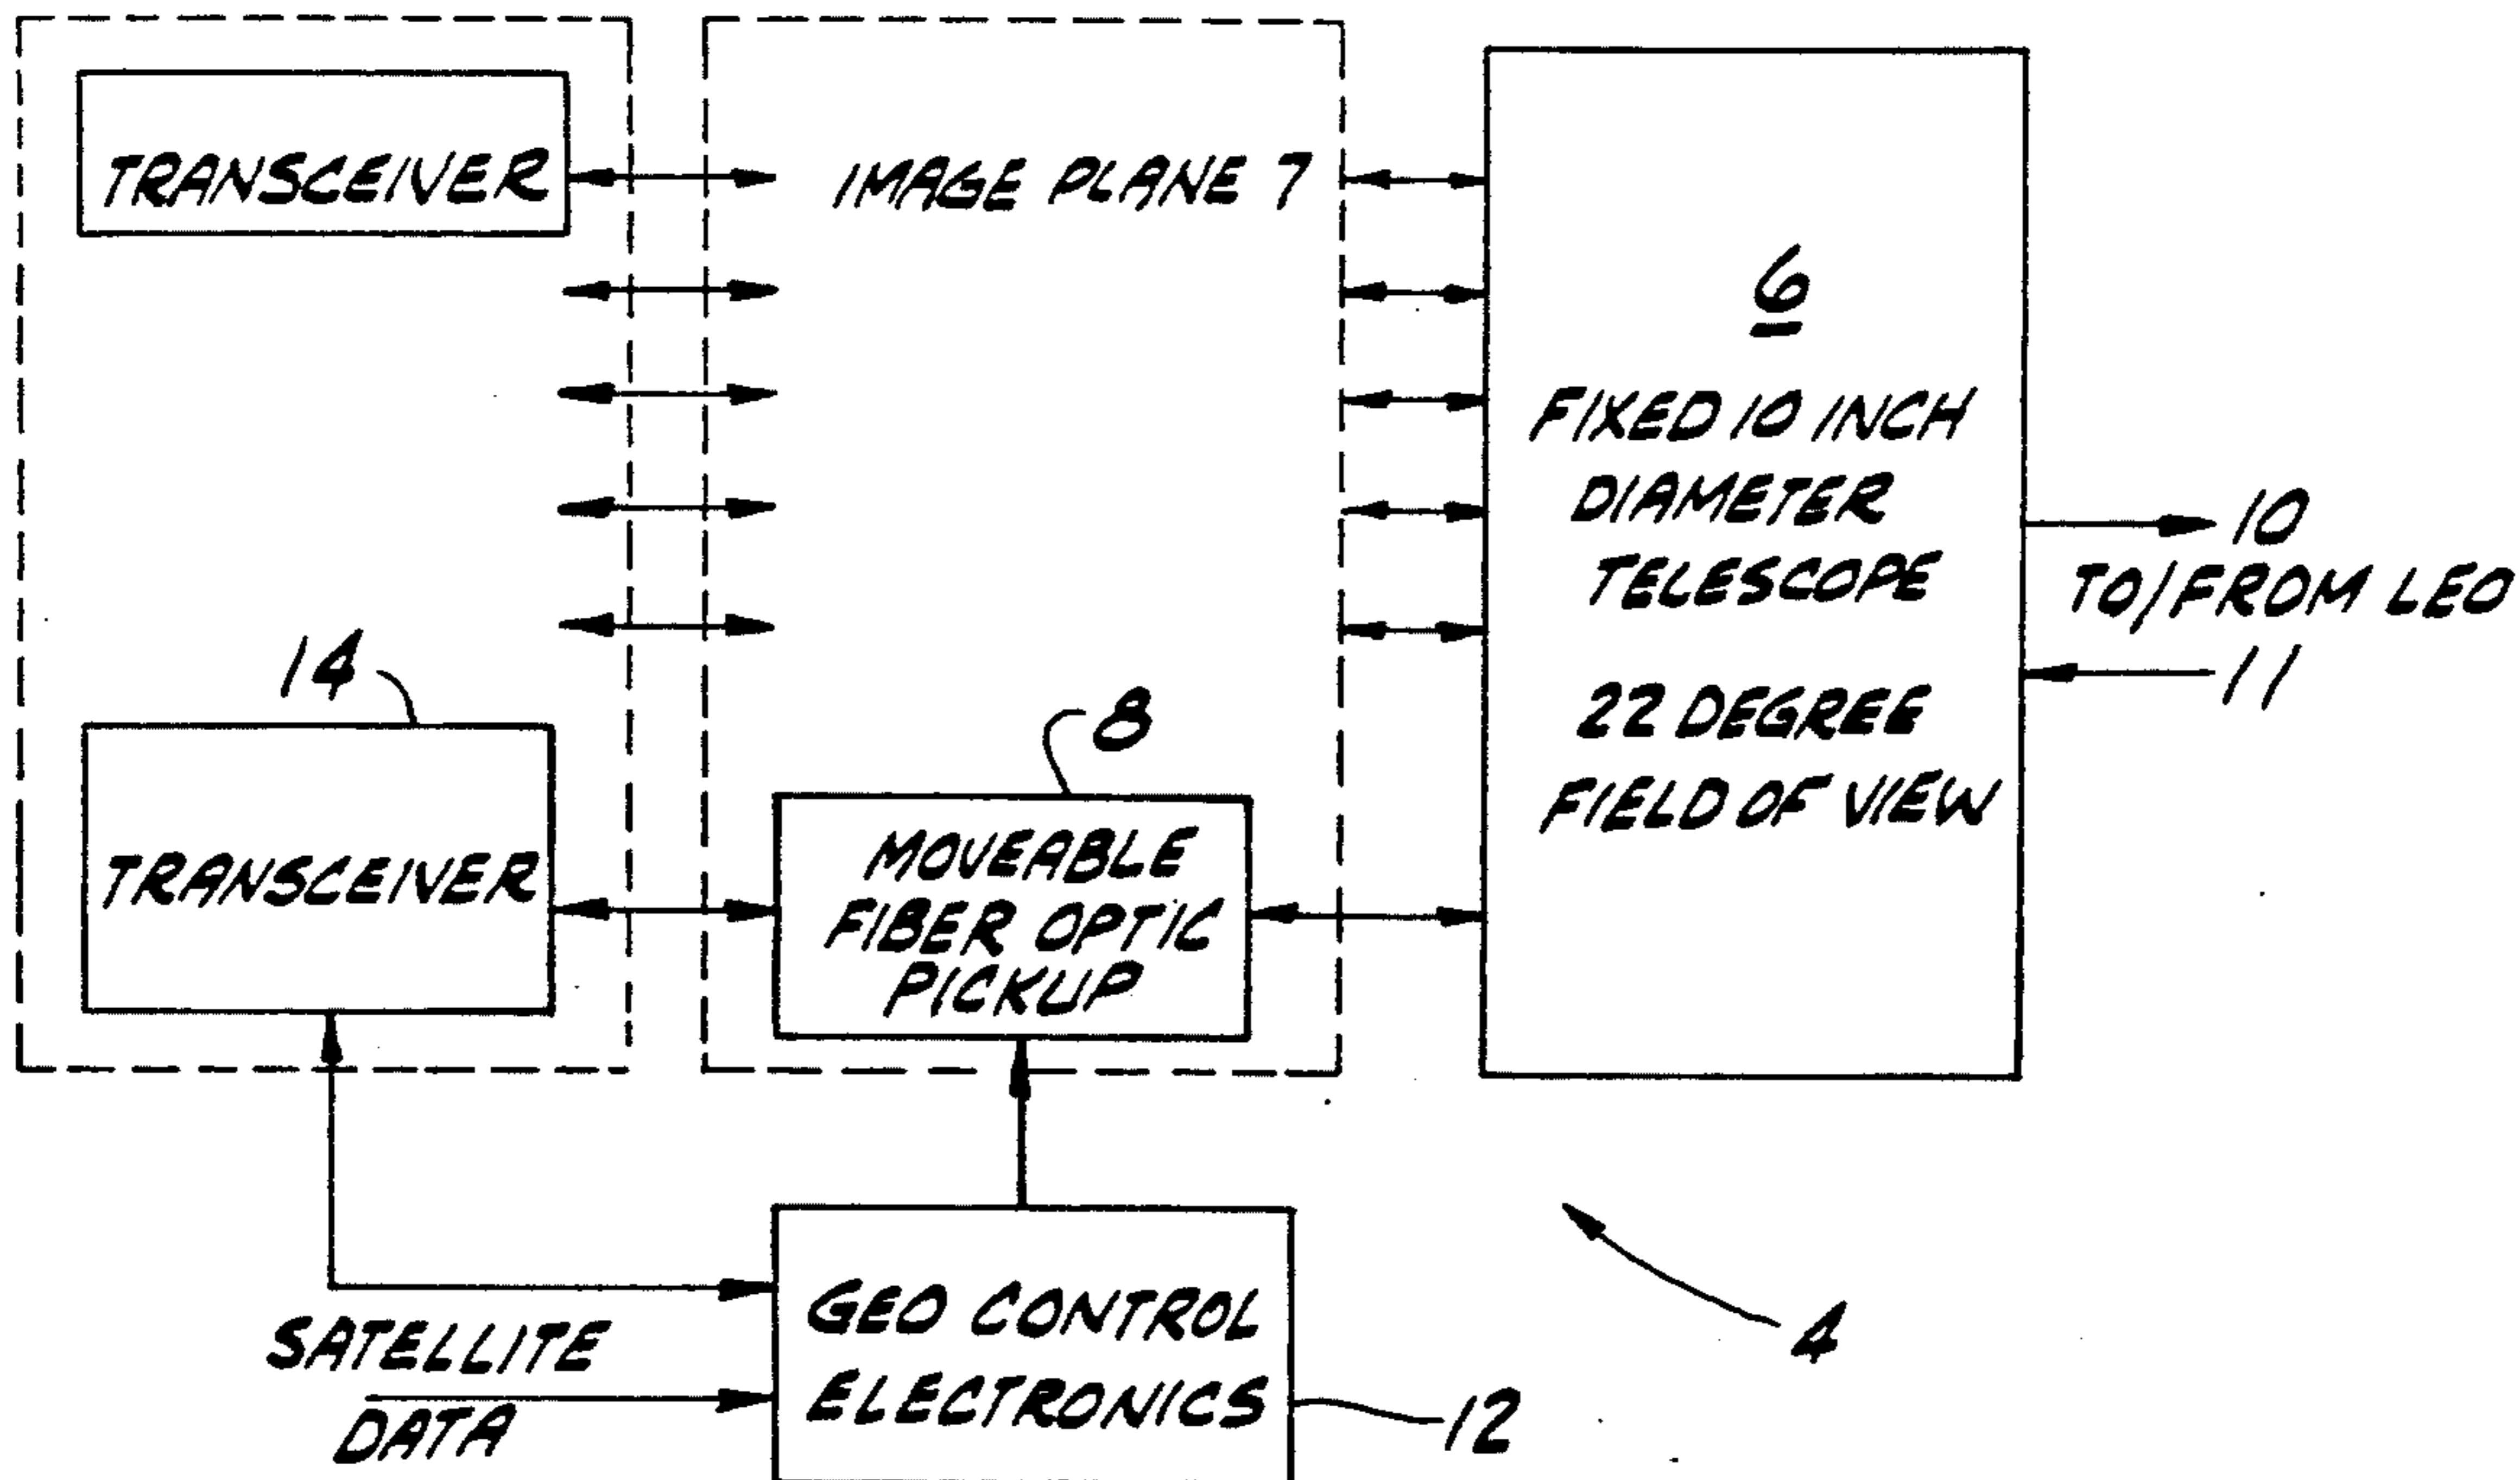 TRANSCEIVER
IMAGE PLANE 7
6
FIXED 10 INCH
DIAMETER
TELESCOPE
22 DEGREE
FIELD OF VIEW
10
TO/FROM LEO
11
14
TRANSCEIVER
8
MOVEABLE
FIBER OPTIC
PICKUP
SATELLITE
DATA
GEO CONTROL
ELECTRONICS
12
4